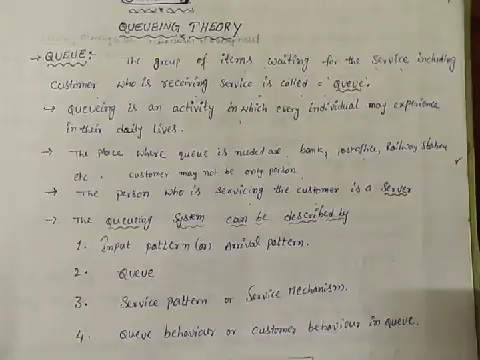 QUEUEING THEORY
→ QUEUE:- The group of items waiting for the service including
customer who is receiving service is called a 'Queue'.
→ Queueing is an activity in which every individual may experience
in their daily lives.
→ The place where queue is needed are bank, postoffice, Railway station
etc. customer may not be only person.
→ The person who is servicing the customer is a Server
→ The queueing system can be described by
1. Input pattern (or) Arrival pattern.
2. Queue
3. Service pattern or Service Mechanism.
4. Queue behaviour or customer behaviour in queue.